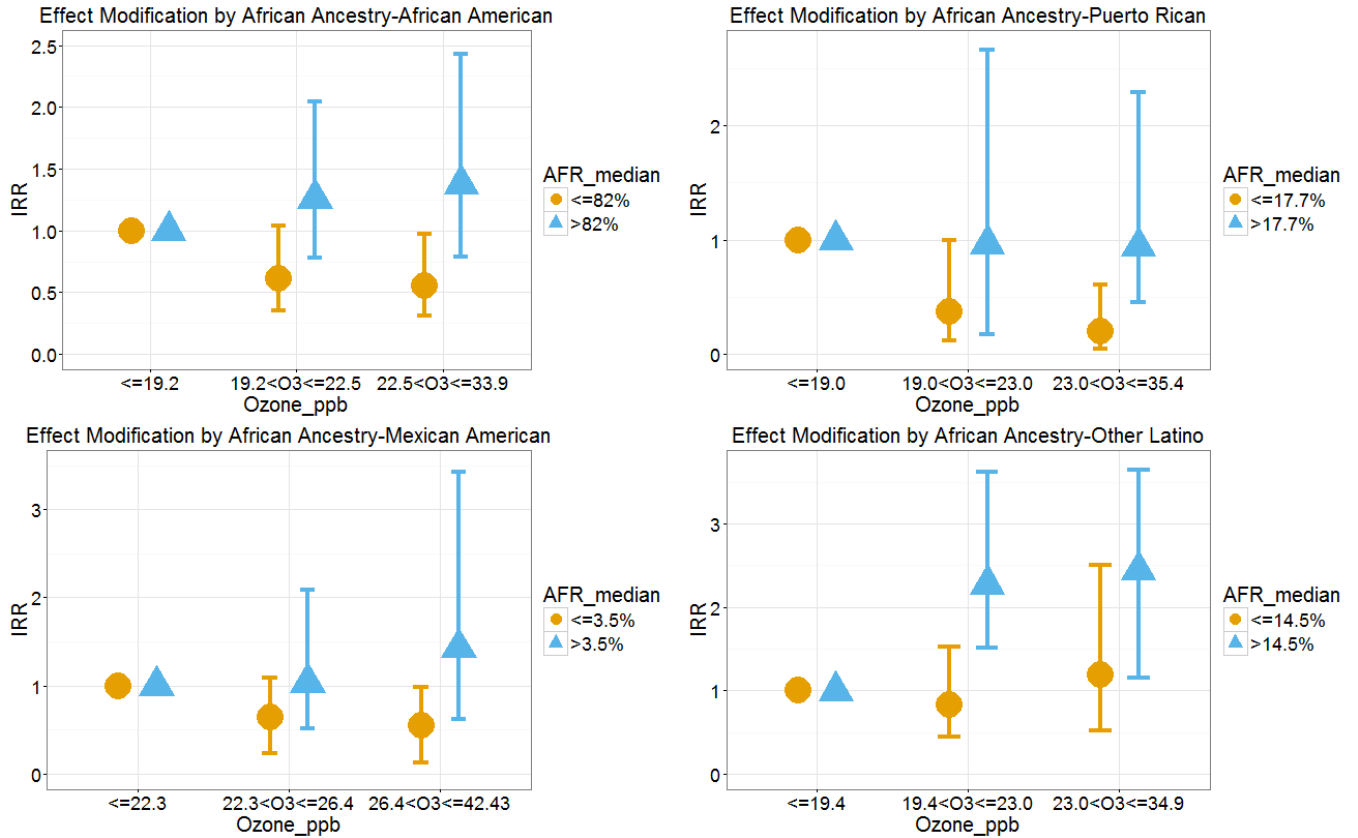 Effect Modification by African Ancestry-African American
2.5
2.0
1.5
1.0
0.5
0.0
IRR
<=19.2
19.2<O3<=22.5
22.5<O3<=33.9
Ozone_ppb
AFR_median
<=82%
>82%
Effect Modification by African Ancestry-Puerto Rican
2
1
0
IRR
<=19.0
19.0<O3<=23.0
23.0<O3<=35.4
Ozone_ppb
AFR_median
<=17.7%
>17.7%
Effect Modification by African Ancestry-Mexican American
3
2
1
0
IRR
<=22.3
22.3<O3<=26.4
26.4<O3<=42.43
Ozone_ppb
AFR_median
<=3.5%
>3.5%
Effect Modification by African Ancestry-Other Latino
3
2
1
0
IRR
<=19.4
19.4<O3<=23.0
23.0<O3<=34.9
Ozone_ppb
AFR_median
<=14.5%
>14.5%